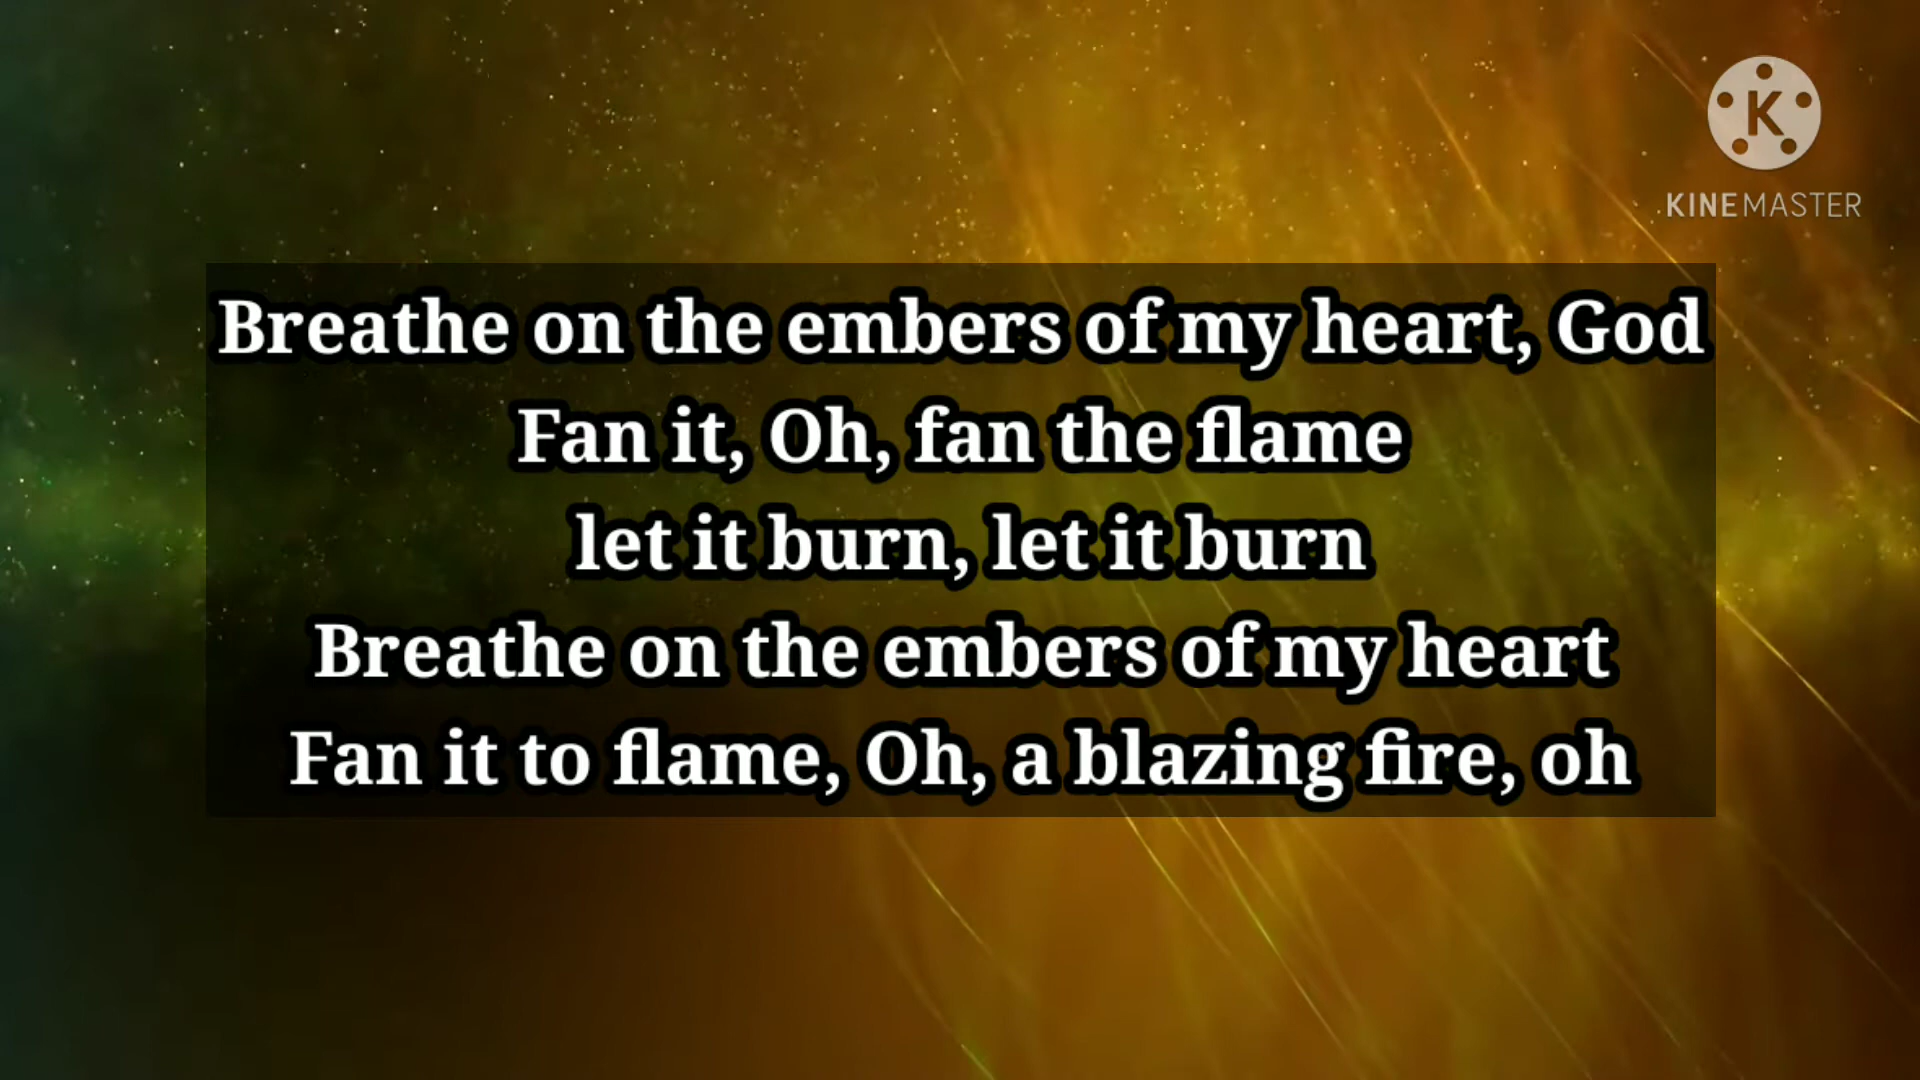 K
KINEMASTER
Breathe on the embers of my heart, God
Fan it, Oh, fan the flame
let it burn, let it burn
Breathe on the embers of my heart
Fan it to flame, Oh, a blazing fire, oh